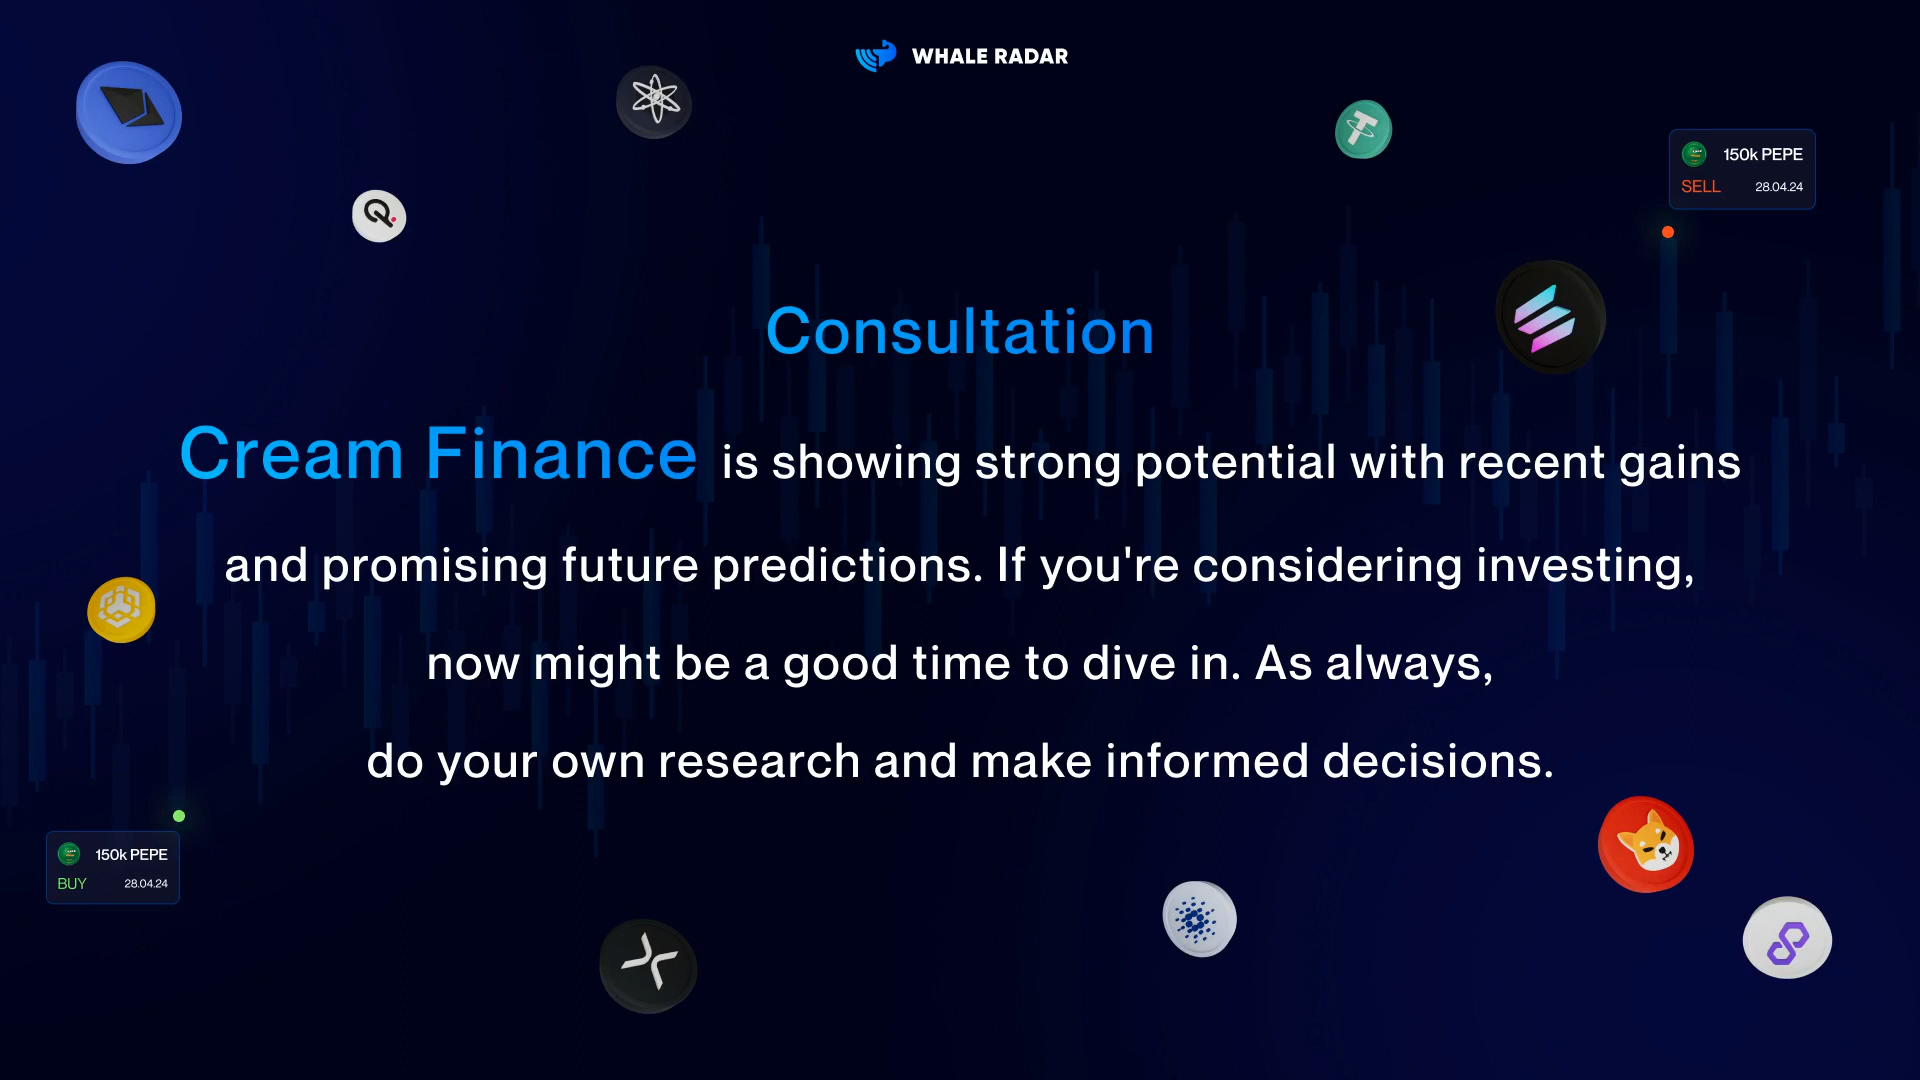 WHALE RADAR
150k PEPE
SELL 28.04.24
Consultation
Cream Finance is showing strong potential with recent gains
and promising future predictions. If you're considering investing,
now might be a good time to dive in. As always,
do your own research and make informed decisions.
150k PEPE
BUY 28.04.24